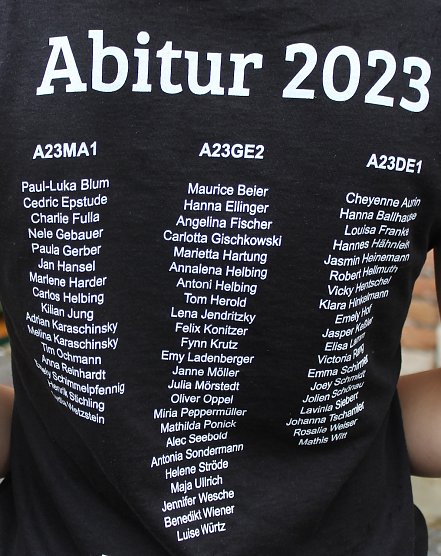 Abitur 2023
A23MA1
Paul-Luka Blum
Cedric Epstude
Charlie Fulla
Nele Gebauer
Paula Gerber
Jan Hansel
Marlene Harder
Carlos Helbing
Kilian Jung
Adrian Karaschinsky
Melina Karaschinsky
Tim Ochmann
Anna Reinhardt
Schimmelpfennig
Henrik Stichling
Wetzstein
A23GE2
Maurice Beier
Hanna Ellinger
Angelina Fischer
Carlotta Gischkowski
Marietta Hartung
Annalena Helbing
Antoni Helbing
Tom Herold
Lena Jendritzky
Felix Konitzer
Fynn Krutz
Emy Ladenberger
Janne Möller
Julia Mörstedt
Oliver Oppel
Miria Peppermüller
Mathilda Ponick
Alec Seebold
Antonia Sondermann
Helene Ströde
Maja Ullrich
Jennifer Wesche
Benedikt Wiener
Luise Würtz
A23DE1
Cheyenne Aurin
Hanna Ballhause
Louisa Franke
Hannes Hähnlein
Jasmin Heinemann
Robert Hellmuth
Vicky Hentschel
Klara Hinkelmann
Emely Hof
Jasper Keßler
Elisa
Victoria
Emma
Joey Schmidt
Jolien Schönau
Lavinia Siebert
Johanna
Rosalie Weiser
Mathis Witt